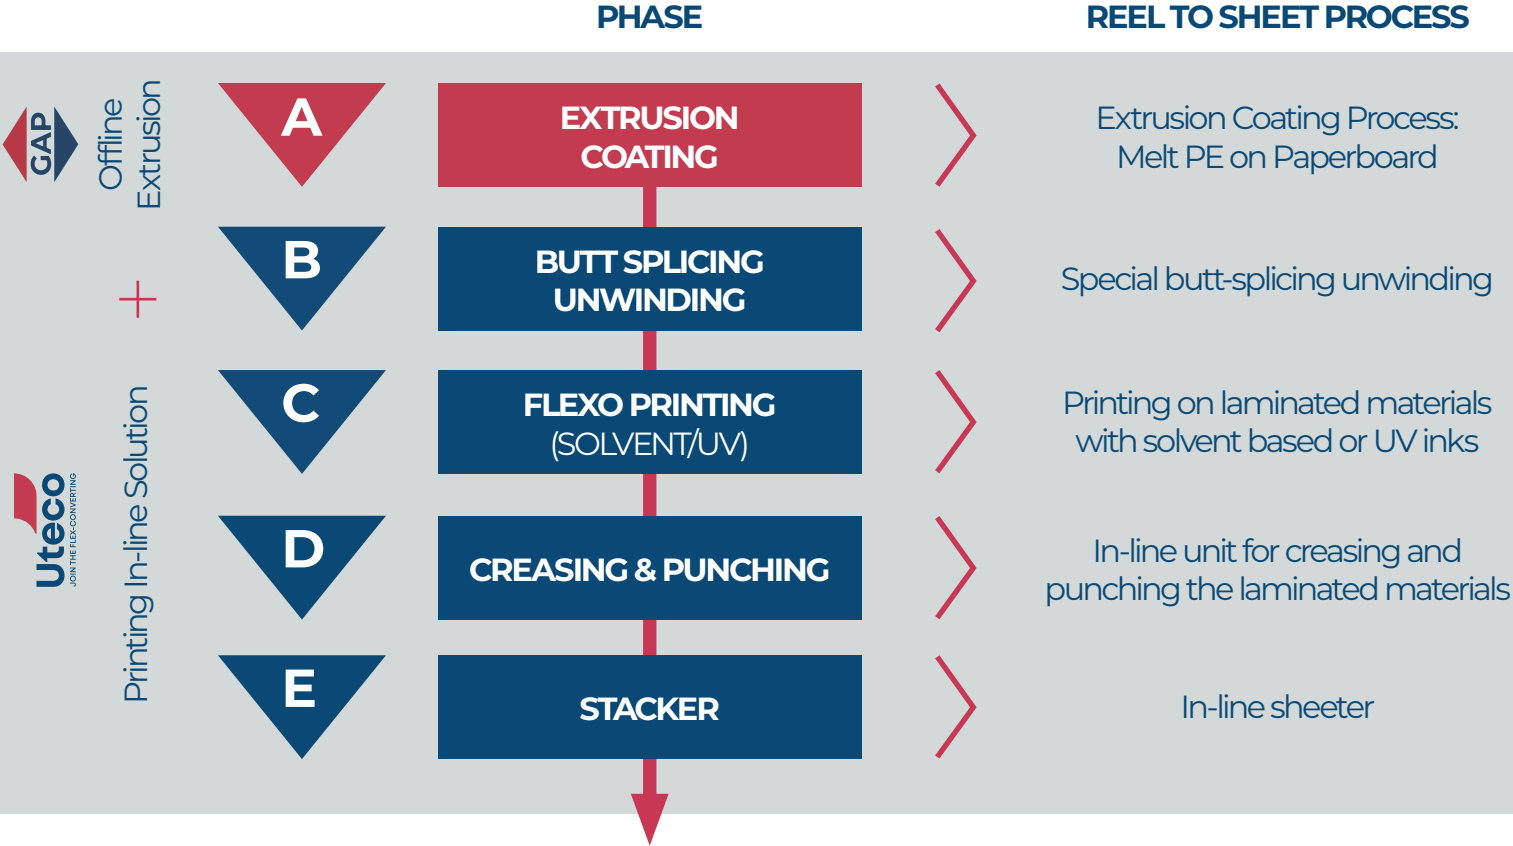 PHASE
REEL TO SHEET PROCESS
GAP
Offline
Extrusion
A
EXTRUSION
COATING
Extrusion Coating Process:
Melt PE on Paperboard
B
BUTT SPLICING
UNWINDING
Special butt-splicing unwinding
+
Uteco
JOIN THE FLEX-CONVERTING
Printing In-line Solution
C
FLEXO PRINTING
(SOLVENT/UV)
Printing on laminated materials
with solvent based or UV inks
D
CREASING & PUNCHING
In-line unit for creasing and
punching the laminated materials
E
STACKER
In-line sheeter